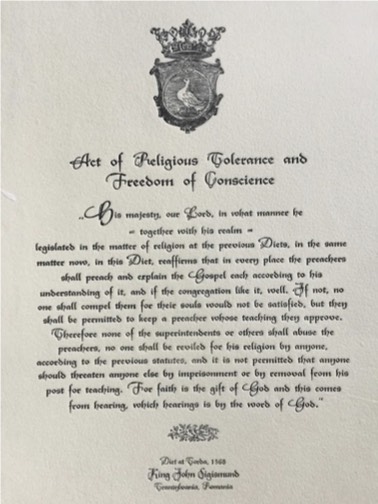 Act of Religious Tolerance and
Freedom of Conscience
„His majesty, our Lord, in what manner he
– together with his realm –
legislated in the matter of religion at the previous Diets, in the same
matter now, in this Diet, reaffirms that in every place the preachers
shall preach and explain the Gospel each according to his
understanding of it, and if the congregation like it, well. If not, no
one shall compel them for their souls would not be satisfied, but they
shall be permitted to keep a preacher whose teaching they approve.
Therefore none of the superintendents or others shall abuse the
preachers, no one shall be reviled for his religion by anyone,
according to the pervious statutes, and it is not permitted that anyone
should threaten anyone else by imprisonment or by removal from his
post for teaching. For faith is the gift of God and this comes
from hearing, which hearings is by the word of God."
Diet at Torda, 1568
King John Sigismund
Transylvania, Romania